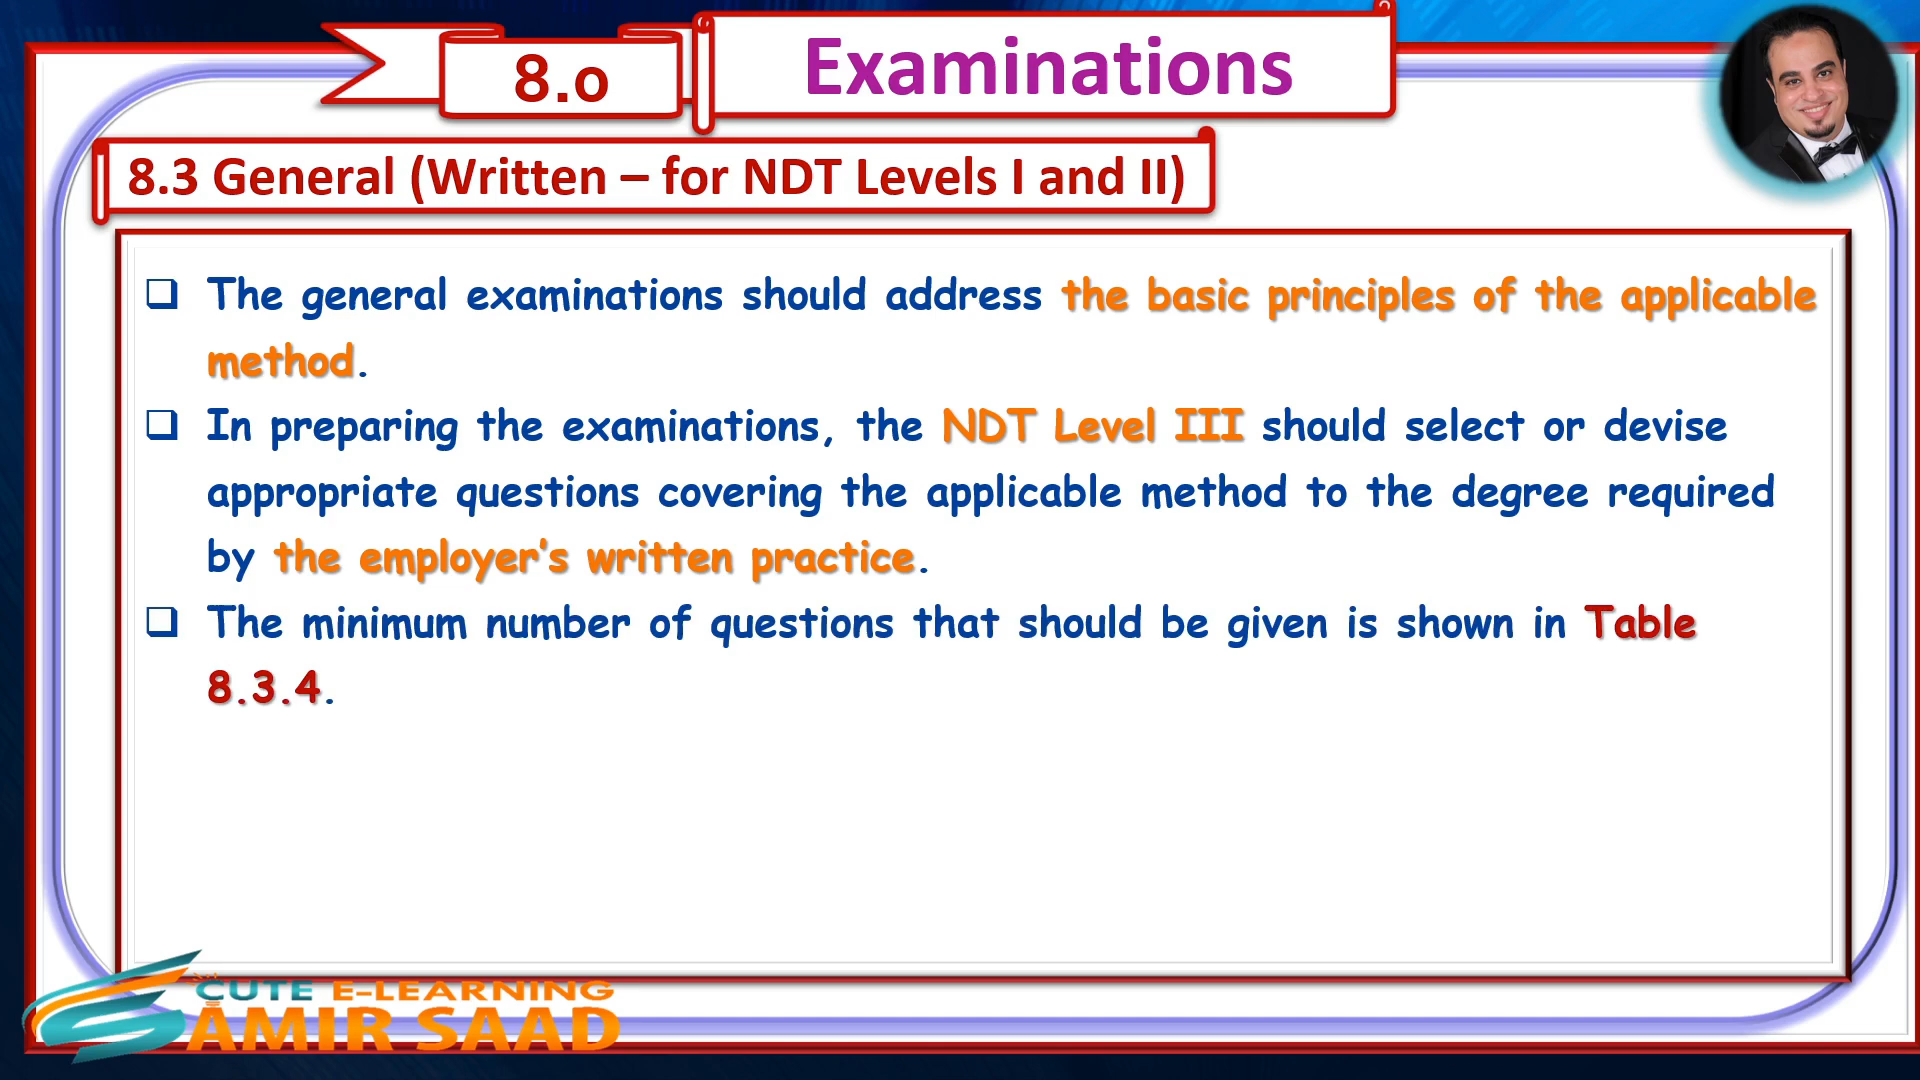 8.0
Examinations
8.3 General (Written – for NDT Levels I and II)
❑ The general examinations should address the basic principles of the applicable
method.
❑ In preparing the examinations, the NDT Level III should select or devise
appropriate questions covering the applicable method to the degree required
by the employer's written practice.
❑ The minimum number of questions that should be given is shown in Table
8.3.4.
CUTE E-LEARNING
AMIR SAAD